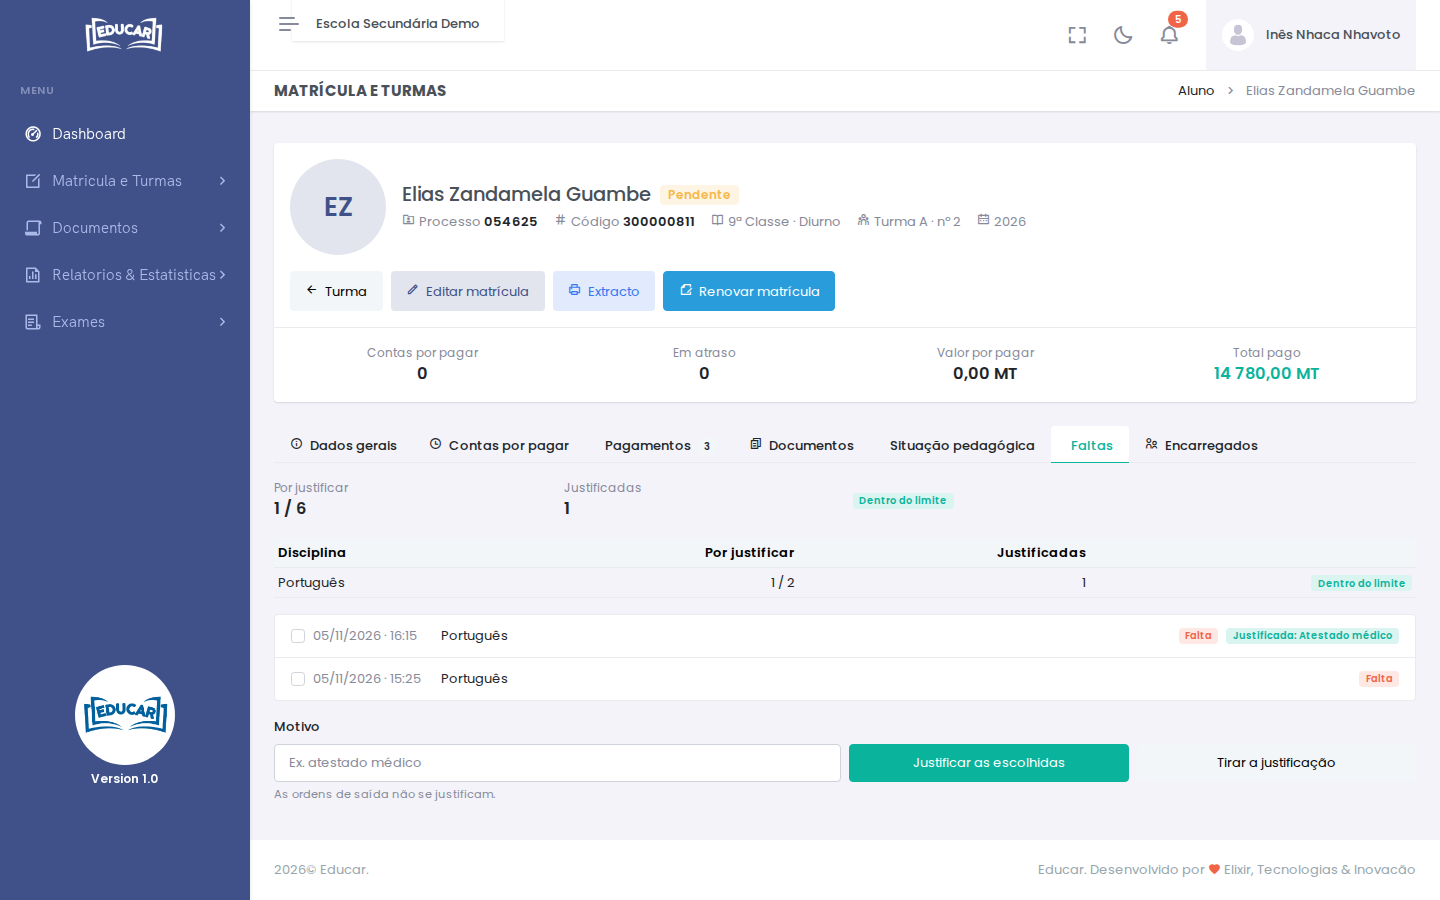 EDUCAR
Escola Secundária Demo
5
Inês Nhaca Nhavoto
MENU
Dashboard
Matricula e Turmas
Documentos
Relatorios & Estatisticas
Exames
EDUCAR
Version 1.0
MATRÍCULA E TURMAS
Aluno
Elias Zandamela Guambe
EZ
Elias Zandamela Guambe Pendente
Processo 054625 Código 300000811 9ª Classe · Diurno Turma A · nº 2 2026
Turma Editar matrícula Extracto Renovar matrícula
Contas por pagar Em atraso Valor por pagar Total pago
0 0 0,00 MT 14 780,00 MT
Dados gerais Contas por pagar Pagamentos 3 Documentos Situação pedagógica Faltas Encarregados
Por justificar Justificadas
1 / 6 1 Dentro do limite
Disciplina Por justificar Justificadas
Português 1 / 2 1 Dentro do limite
05/11/2026 · 16:15 Português Falta Justificada: Atestado médico
05/11/2026 · 15:25 Português Falta
Motivo
Ex. atestado médico Justificar as escolhidas Tirar a justificação
As ordens de saída não se justificam.
2026© Educar. Educar. Desenvolvido por Elixir, Tecnologias & Inovacão